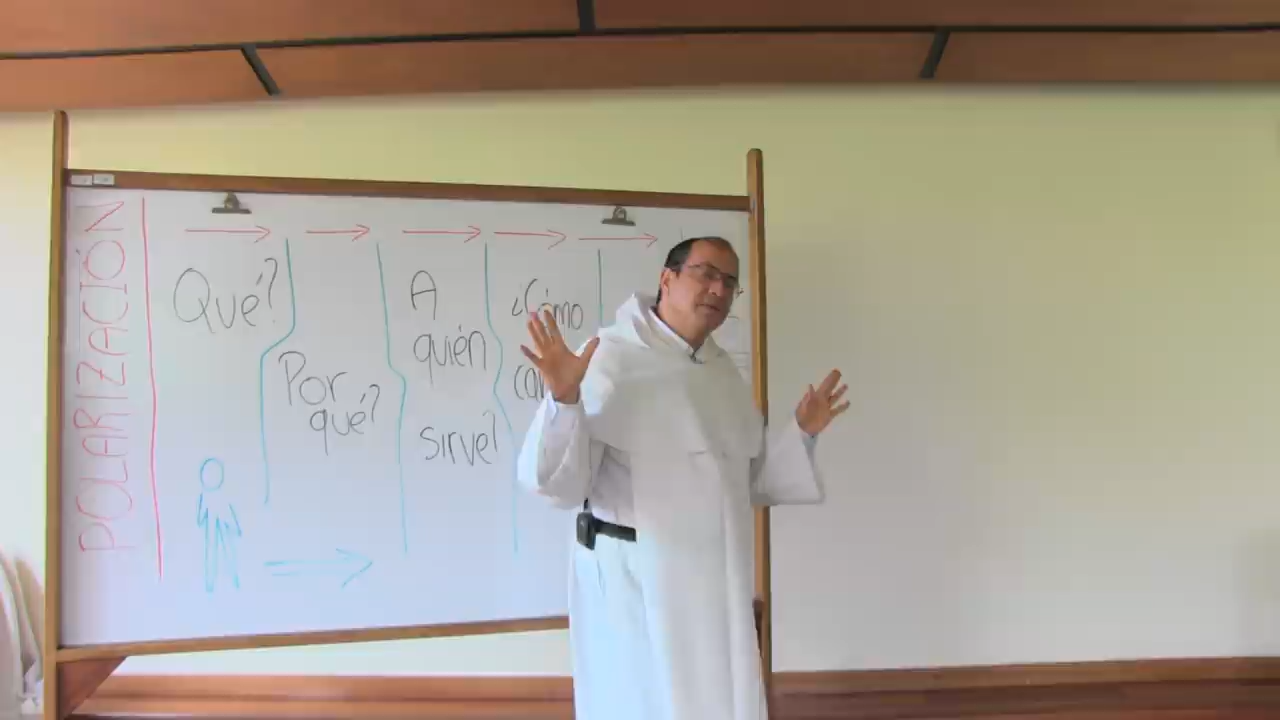 POLARIZACIÓN
Qué?
Por
qué?
A
quién
sirve?
¿Cómo